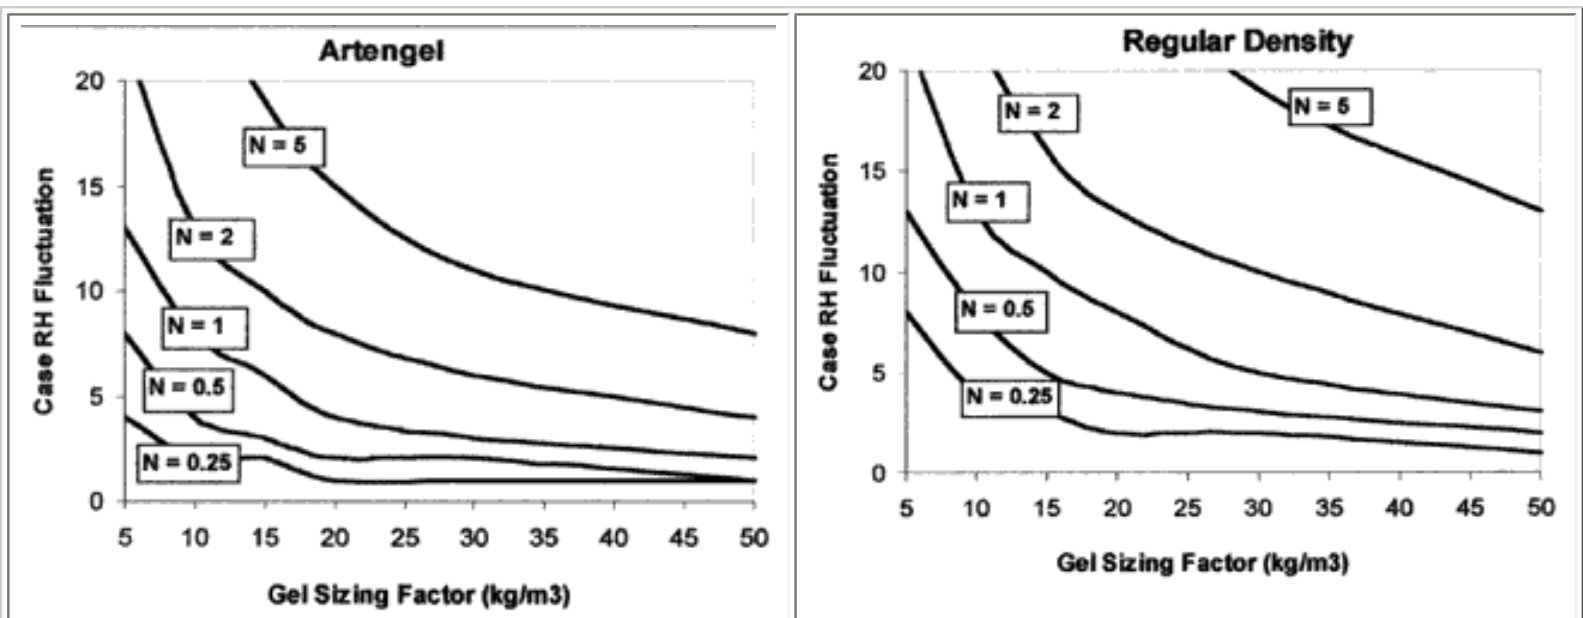 Artengel
20
15
10
5
0
Case RH Fluctuation
N = 5
N = 2
N = 1
N = 0.5
N = 0.25
5 10 15 20 25 30 35 40 45 50
Gel Sizing Factor (kg/m3)
Regular Density
20
15
10
5
0
Case RH Fluctuation
N = 5
N = 2
N = 1
N = 0.5
N = 0.25
5 10 15 20 25 30 35 40 45 50
Gel Sizing Factor (kg/m3)